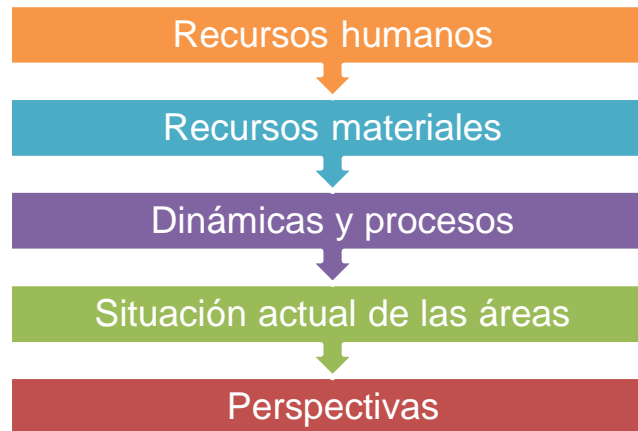 Recursos humanos
Recursos materiales
Dinámicas y procesos
Situación actual de las áreas
Perspectivas